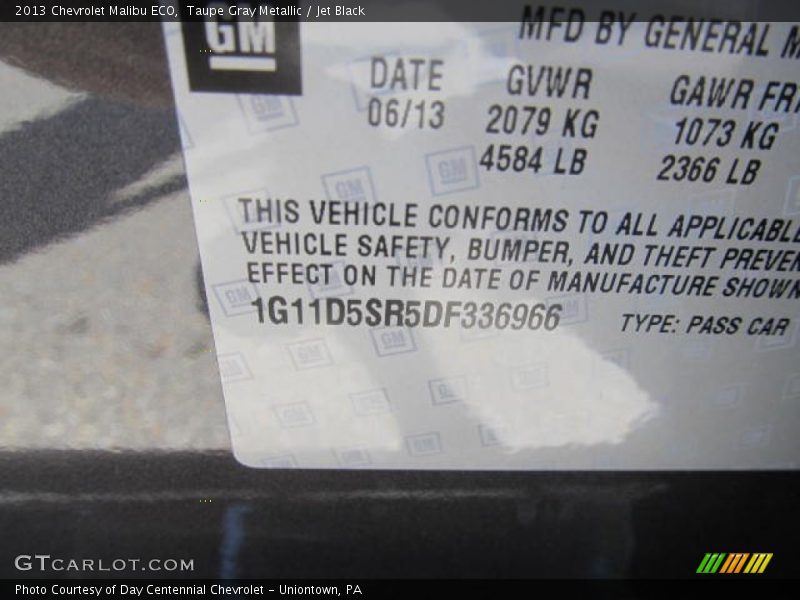 2013 Chevrolet Malibu ECO, Taupe Gray Metallic / Jet Black
GM
MFD BY GENERAL
DATE GVWR GAWR
06/13 2079 KG 1073 KG
4584 LB 2366 LB
THIS VEHICLE CONFORMS TO ALL APPLICABLE
VEHICLE SAFETY, BUMPER, AND THEFT PREVEN
EFFECT ON THE DATE OF MANUFACTURE SHOWN
1G11D5SR5DF336966 TYPE: PASS CAR
GTCARLOT.COM
Photo Courtesy of Day Centennial Chevrolet - Uniontown, PA